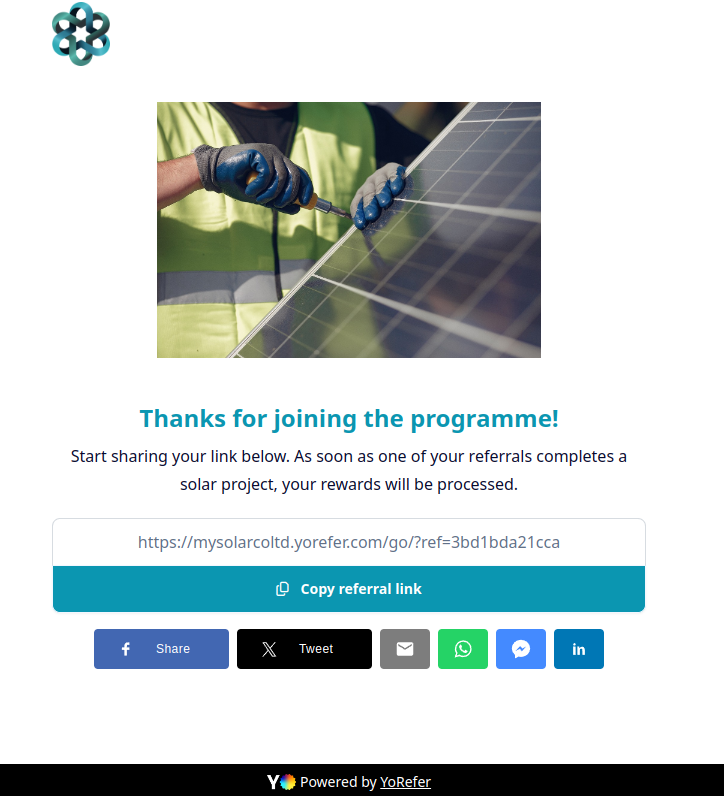 Thanks for joining the programme!
Start sharing your link below. As soon as one of your referrals completes a
solar project, your rewards will be processed.
https://mysolarcoltd.yorefer.com/go/?ref=3bd1bda21cca
Copy referral link
Share
Tweet
in
Y Powered by YoRefer